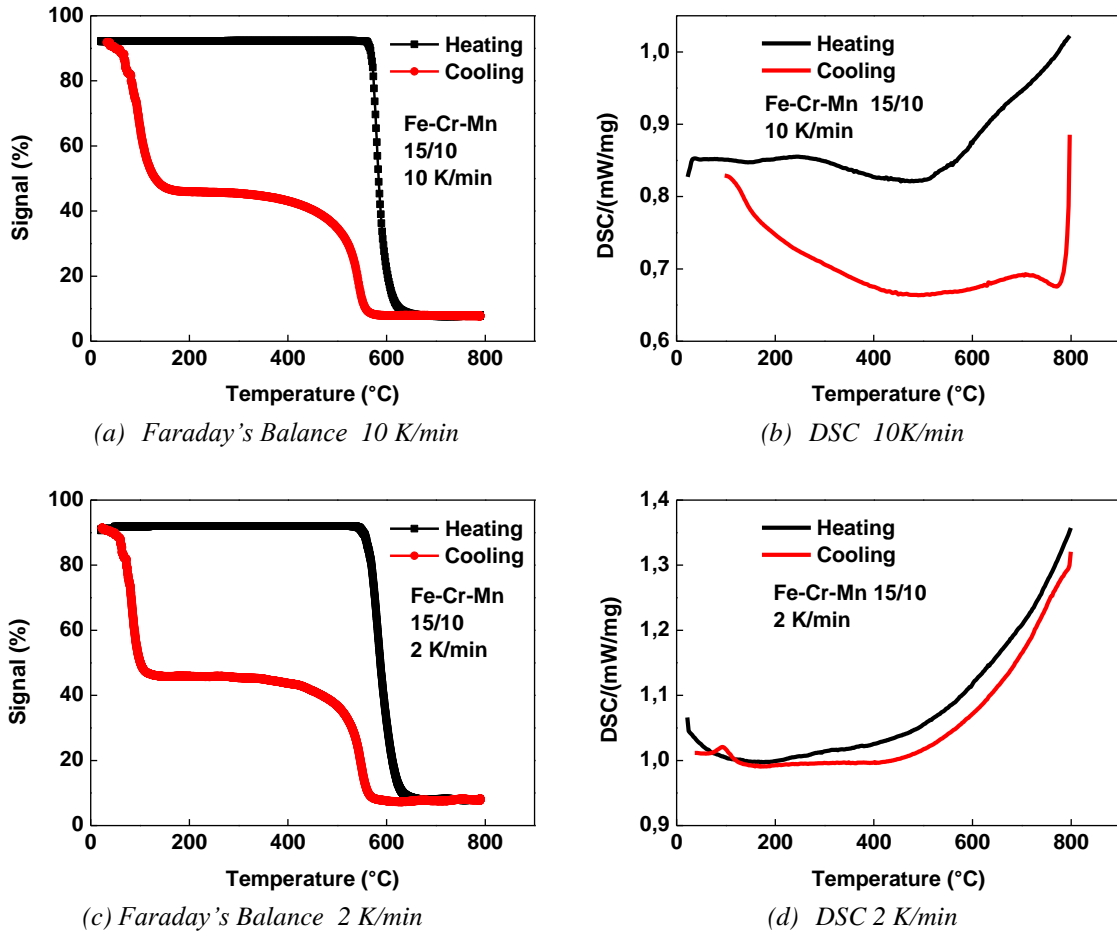 100
80
60
40
20
0
Signal (%)
0 200 400 600 800
Temperature (°C)
Heating
Cooling
Fe-Cr-Mn
15/10
10 K/min
(a) Faraday's Balance 10 K/min
1,0
0,9
0,8
0,7
0,6
DSC/(mW/mg)
0 200 400 600 800
Temperature (°C)
Heating
Cooling
Fe-Cr-Mn 15/10
10 K/min
(b) DSC 10K/min
100
80
60
40
20
0
Signal (%)
0 200 400 600 800
Temperature (°C)
Heating
Cooling
Fe-Cr-Mn
15/10
2 K/min
(c) Faraday's Balance 2 K/min
1,4
1,3
1,2
1,1
1,0
0,9
DSC/(mW/mg)
0 200 400 600 800
Temperature (°C)
Heating
Cooling
Fe-Cr-Mn 15/10
2 K/min
(d) DSC 2 K/min